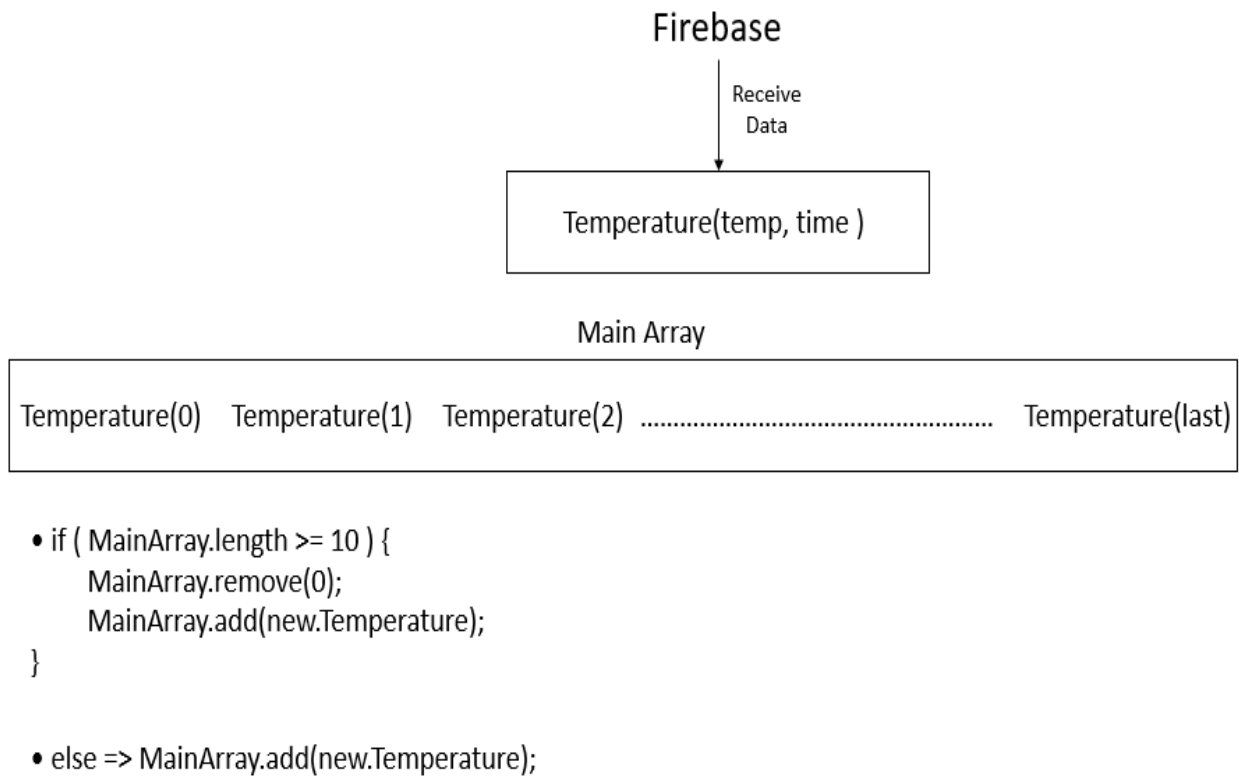 Firebase
Receive
Data
Temperature(temp, time )
Main Array
Temperature(0) Temperature(1) Temperature(2) ...................................................... Temperature(last)
• if ( MainArray.length >= 10 ) {
MainArray.remove(0);
MainArray.add(new.Temperature);
}
• else => MainArray.add(new.Temperature);